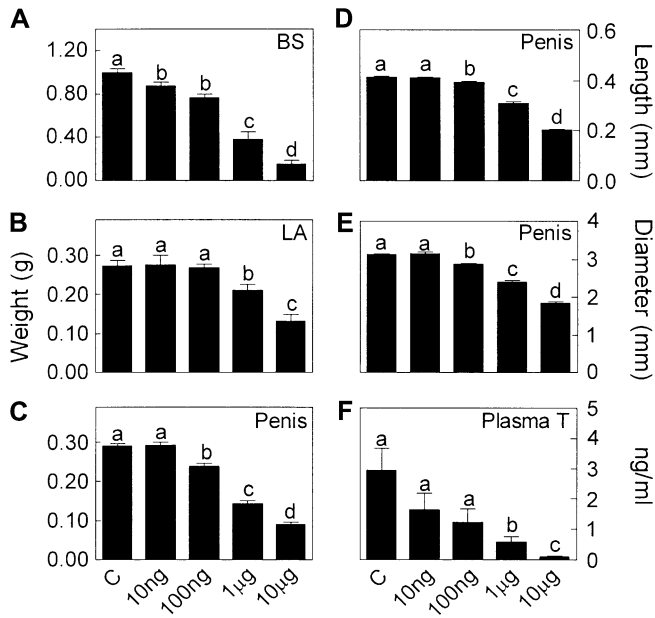 A
BS
1.20
0.80
0.40
0.00
a
b
b
c
d
D
Penis
0.6
0.4
0.2
0.0
Length (mm)
a
a
b
c
d
B
LA
0.30
0.20
0.10
0.00
Weight (g)
a
a
a
b
c
E
Penis
4
3
2
1
0
Diameter (mm)
a
a
b
c
d
C
Penis
0.30
0.20
0.10
0.00
a
a
b
c
d
C
10ng
100ng
1µg
10µg
F
Plasma T
5
4
3
2
1
0
ng/ml
a
a
a
b
c
C
10ng
100ng
1µg
10µg